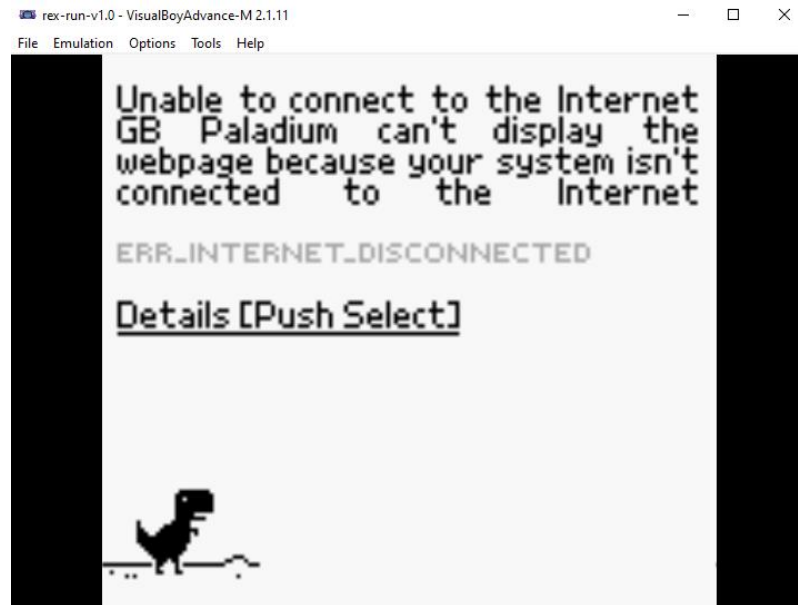 rex-run-v1.0 - VisualBoyAdvance-M 2.1.11
File Emulation Options Tools Help
Unable to connect to the Internet
GB Paladium can't display the
webpage because your system isn't
connected to the Internet
ERR_INTERNET_DISCONNECTED
Details [Push Select]